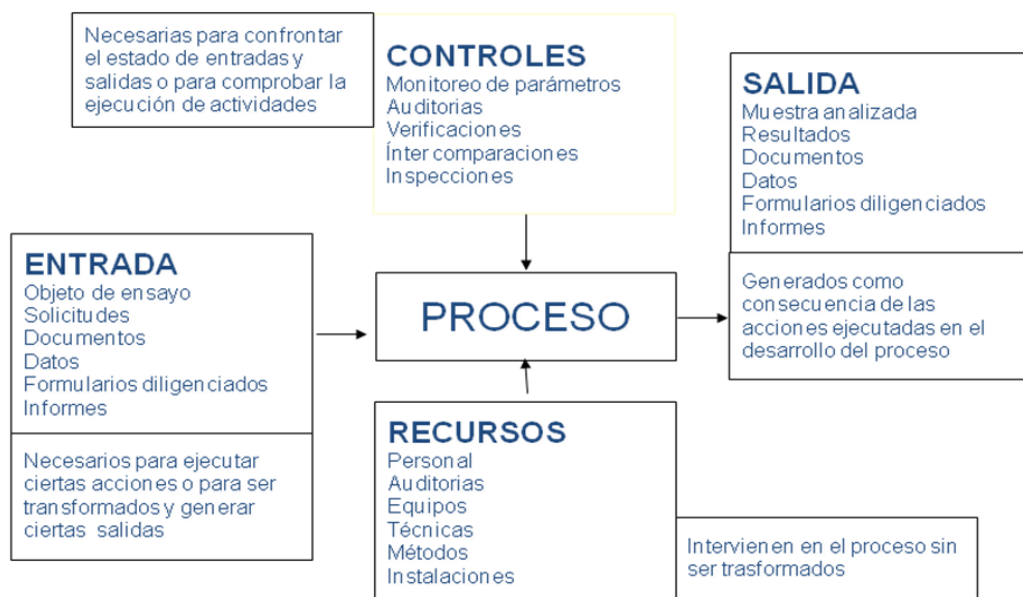 Necesarias para confrontar
el estado de entradas y
salidas o para comprobar la
ejecución de actividades
CONTROLES
Monitoreo de parámetros
Auditorias
Verificaciones
Ínter comparaciones
Inspecciones
SALIDA
Muestra analizada
Resultados
Documentos
Datos
Formularios diligenciados
Informes
Generados como
consecuencia de las
acciones ejecutadas en el
desarrollo del proceso
ENTRADA
Objeto de ensayo
Solicitudes
Documentos
Datos
Formularios diligenciados
Informes
Necesarios para ejecutar
ciertas acciones o para ser
transformados y generar
ciertas salidas
PROCESO
RECURSOS
Personal
Auditorias
Equipos
Técnicas
Métodos
Instalaciones
Intervienen en el proceso sin
ser trasformados